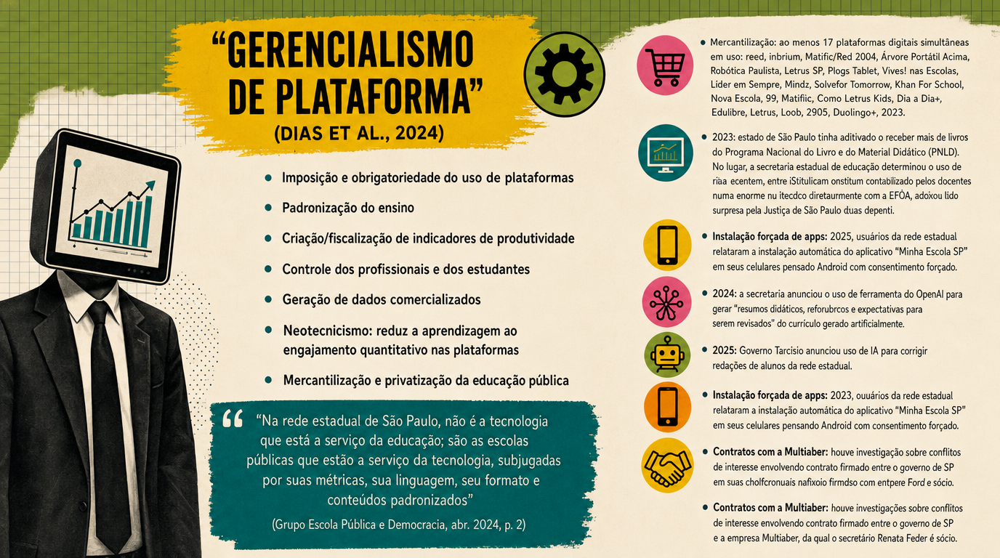 “GERENCIALISMO
DE PLATAFORMA”
(DIAS ET AL., 2024)
• Imposição e obrigatoriedade do uso de plataformas
• Padronização do ensino
• Criação/fiscalização de indicadores de produtividade
• Controle dos profissionais e dos estudantes
• Geração de dados comercializados
• Neotecnicismo: reduz a aprendizagem ao
engajamento quantitativo nas plataformas
• Mercantilização e privatização da educação pública
“Na rede estadual de São Paulo, não é a tecnologia
que está a serviço da educação; são as escolas
públicas que estão a serviço da tecnologia, subjugadas
por suas métricas, sua linguagem, seu formato e
conteúdos padronizados”
(Grupo Escola Pública e Democracia, abr. 2024, p. 2)
• Mercantilização: ao menos 17 plataformas digitais simultâneas
em uso: reed, inbrium, Matific/Red 2004, Árvore Portátil Acima,
Robótica Paulista, Letrus SP, Plogs Tablet, Vives! nas Escolas,
Líder em Sempre, Mindz, Solvefor Tomorrow, Khan For School,
Nova Escola, 99, Matific, Como Letrus Kids, Dia a Dia+,
Edulibre, Letrus, Loob, 2905, Duolingo+, 2023.
• 2023: estado de São Paulo tinha aditivado o receber mais de livros
do Programa Nacional do Livro e do Material Didático (PNLD).
No lugar, a secretaria estadual de educação determinou o uso de
ecentem, entre iStitulicam onstitum contabilizado pelos docentes
numa enorme nu itecdco diretaurmente com a EFÒA, adoxou lido
surpresa pela Justiça de São Paulo duas depenti.
• Instalação forçada de apps: 2025, usuários da rede estadual
relataram a instalação automática do aplicativo “Minha Escola SP”
em seus celulares pensado Android com consentimento forçado.
• 2024: a secretaria anunciou o uso de ferramenta do OpenAI para
gerar “resumos didáticos, reforubrcos e expectativas para
serem revisados” do currículo gerado artificialmente.
• 2025: Governo Tarcisio anunciou uso de IA para corrigir
redações de alunos da rede estadual.
• Instalação forçada de apps: 2023, ouuários da rede estadual
relataram a instalação automática do aplicativo “Minha Escola SP”
em seus celulares pensando Android com consentimento forçado.
• Contratos com a Multiaber: houve investigação sobre conflitos
de interesse envolvendo contrato firmado entre o governo de SP
em suas cholfcronuais nafixoio firmdso com entpere Ford e sócio.
• Contratos com a Multiaber: houve investigações sobre conflitos
de interesse envolvendo contrato firmado entre o governo de SP
e a empresa Multiaber, da qual o secretário Renata Feder é sócio.